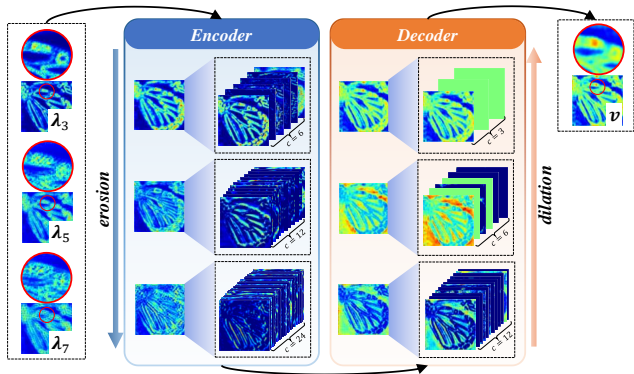 Encoder
Decoder
λ3
λ5
λ7
erosion
c = 6
c = 12
c = 24
c = 3
c = 6
c = 12
dilation
v